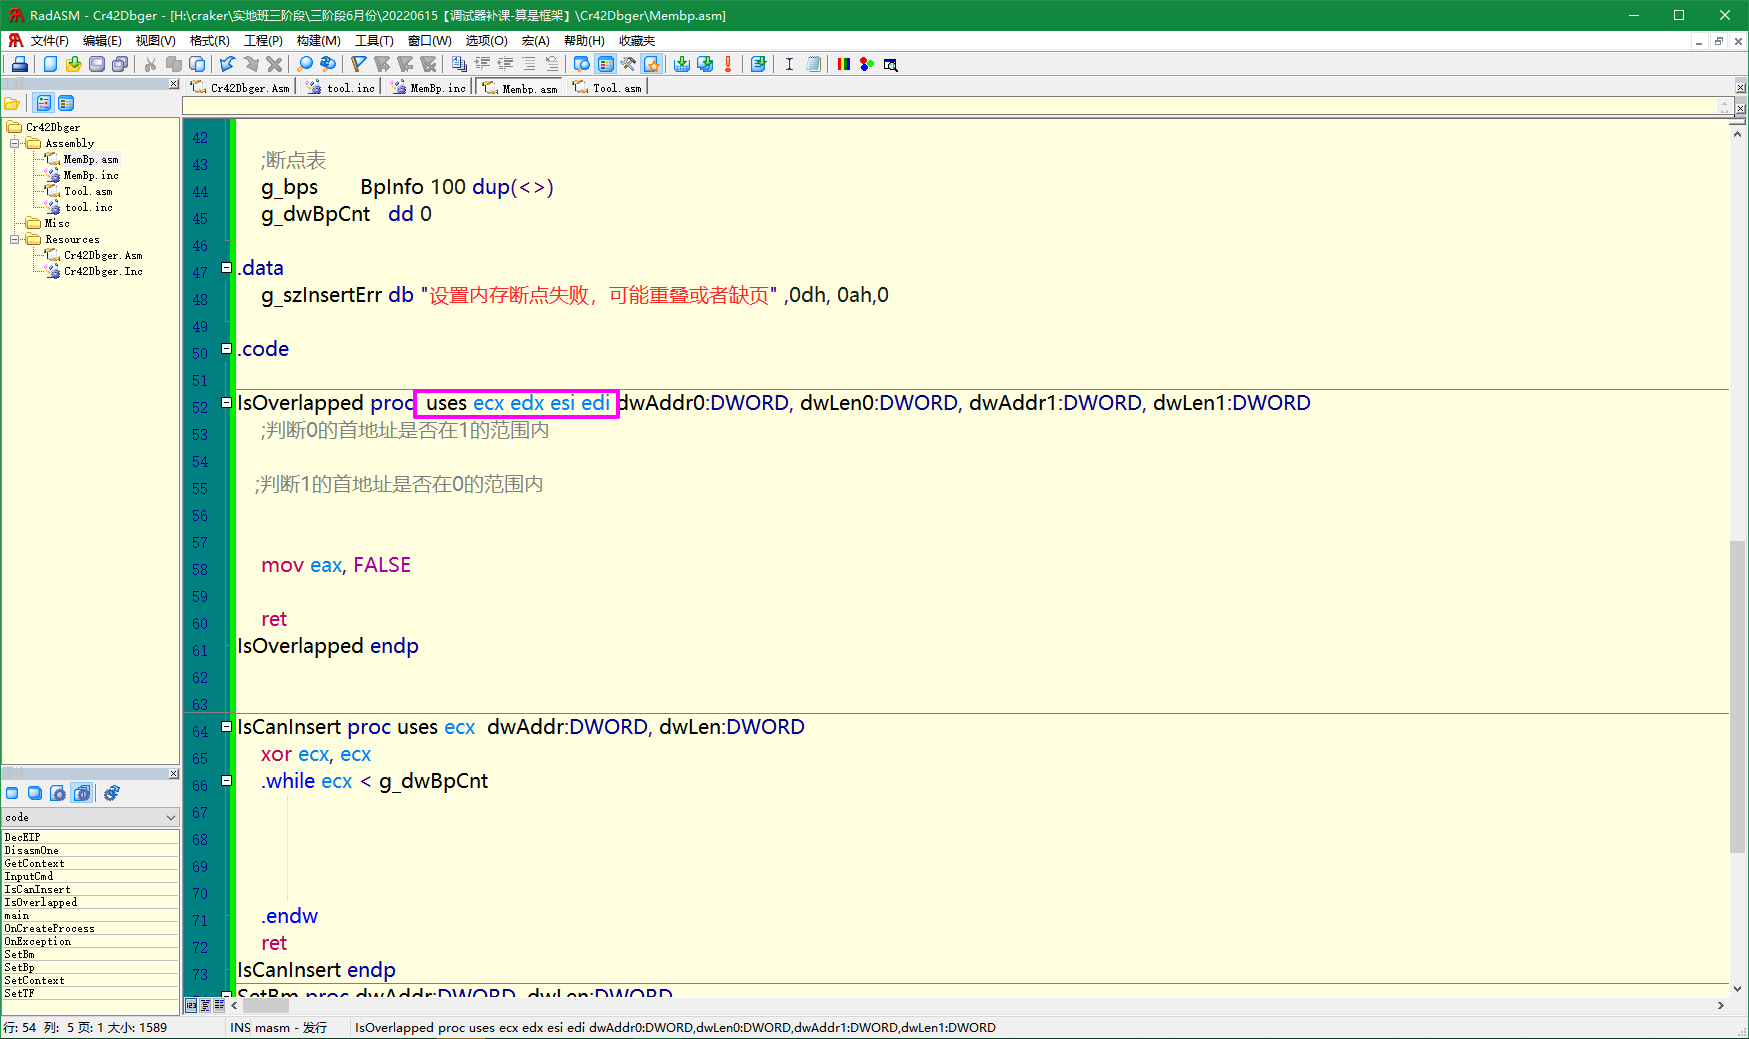 RadASM - Cr42Dbger - [H:\craker\实地班三阶段\三阶段6月份\20220615【调试器补课-算是框架】\Cr42Dbger\Membp.asm]
文件(F) 编辑(E) 视图(V) 格式(R) 工程(P) 构建(M) 工具(T) 窗口(W) 选项(O) 宏(A) 帮助(H) 收藏夹
Cr42Dbger.Asm tool.inc MemBp.inc Membp.asm Tool.asm
Cr42Dbger
Assembly
MemBp.asm
MemBp.inc
Tool.asm
tool.inc
Misc
Resources
Cr42Dbger.Asm
Cr42Dbger.Inc
code
DecEIP
DisasmOne
GetContext
InputCmd
IsCanInsert
IsOverlapped
main
OnCreateProcess
OnException
SetBm
SetBp
SetContext
SetTF
42
43 ;断点表
44 g_bps BpInfo 100 dup(<>)
45 g_dwBpCnt dd 0
46
47 .data
48 g_szInsertErr db "设置内存断点失败，可能重叠或者缺页" ,0dh, 0ah,0
49
50 .code
51
52 IsOverlapped proc uses ecx edx esi edi dwAddr0:DWORD, dwLen0:DWORD, dwAddr1:DWORD, dwLen1:DWORD
53 ;判断0的首地址是否在1的范围内
54
55 ;判断1的首地址是否在0的范围内
56
57
58 mov eax, FALSE
59
60 ret
61 IsOverlapped endp
62
63
64 IsCanInsert proc uses ecx dwAddr:DWORD, dwLen:DWORD
65 xor ecx, ecx
66 .while ecx < g_dwBpCnt
67
68
69
70
71 .endw
72 ret
73 IsCanInsert endp
SetBm proc dwAddr:DWORD, dwLen:DWORD
行: 54 列: 5 页: 1 大小: 1589 INS masm - 发行 IsOverlapped proc uses ecx edx esi edi dwAddr0:DWORD,dwLen0:DWORD,dwAddr1:DWORD,dwLen1:DWORD